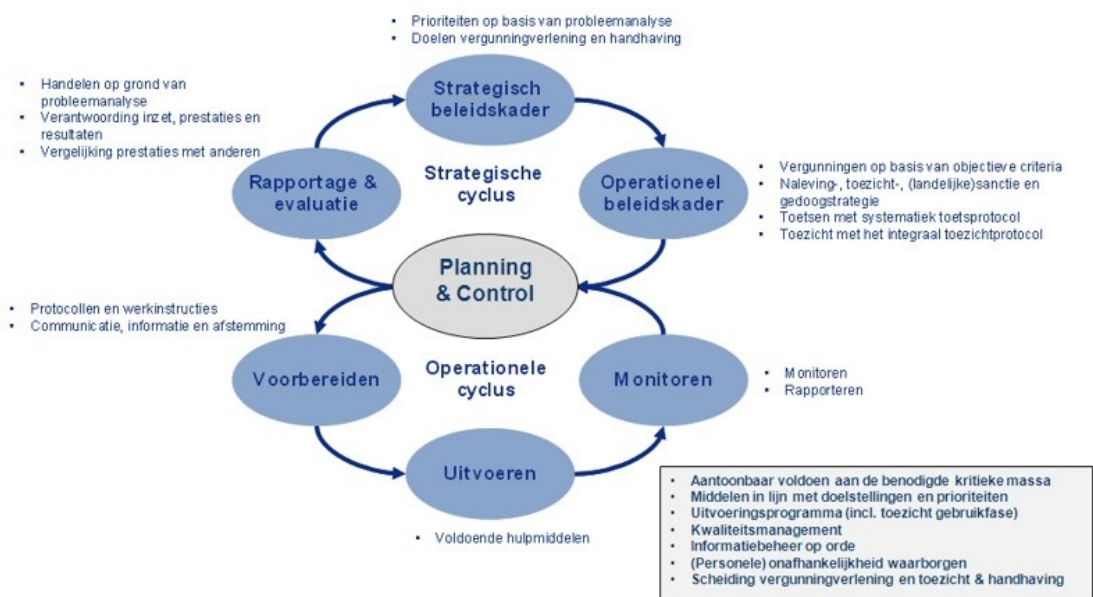 ▪ Prioriteiten op basis van probleemanalyse
▪ Doelen vergunningverlening en handhaving
▪ Handelen op grond van
probleemanalyse
▪ Verantwoording inzet, prestaties en
resultaten
▪ Vergelijking prestaties met anderen
Strategisch
beleidskader
Rapportage &
evaluatie
Strategische
cyclus
Operationeel
beleidskader
▪ Vergunningen op basis van objectieve criteria
▪ Naleving-, toezicht-, (landelijke)sanctie en
gedoogstrategie
▪ Toetsen met systematiek toetsprotocol
▪ Toezicht met het integraal toezichtprotocol
Planning
& Control
▪ Protocollen en werkinstructies
▪ Communicatie, informatie en afstemming
Voorbereiden
Operationele
cyclus
Monitoren
▪ Monitoren
▪ Rapporteren
Uitvoeren
▪ Voldoende hulpmiddelen
• Aantoonbaar voldoen aan de benodigde kritieke massa
• Middelen in lijn met doelstellingen en prioriteiten
• Uitvoeringsprogramma (incl. toezicht gebruikfase)
• Kwaliteitsmanagement
• Informatiebeheer op orde
• (Personele) onafhankelijkheid waarborgen
• Scheiding vergunningverlening en toezicht & handhaving